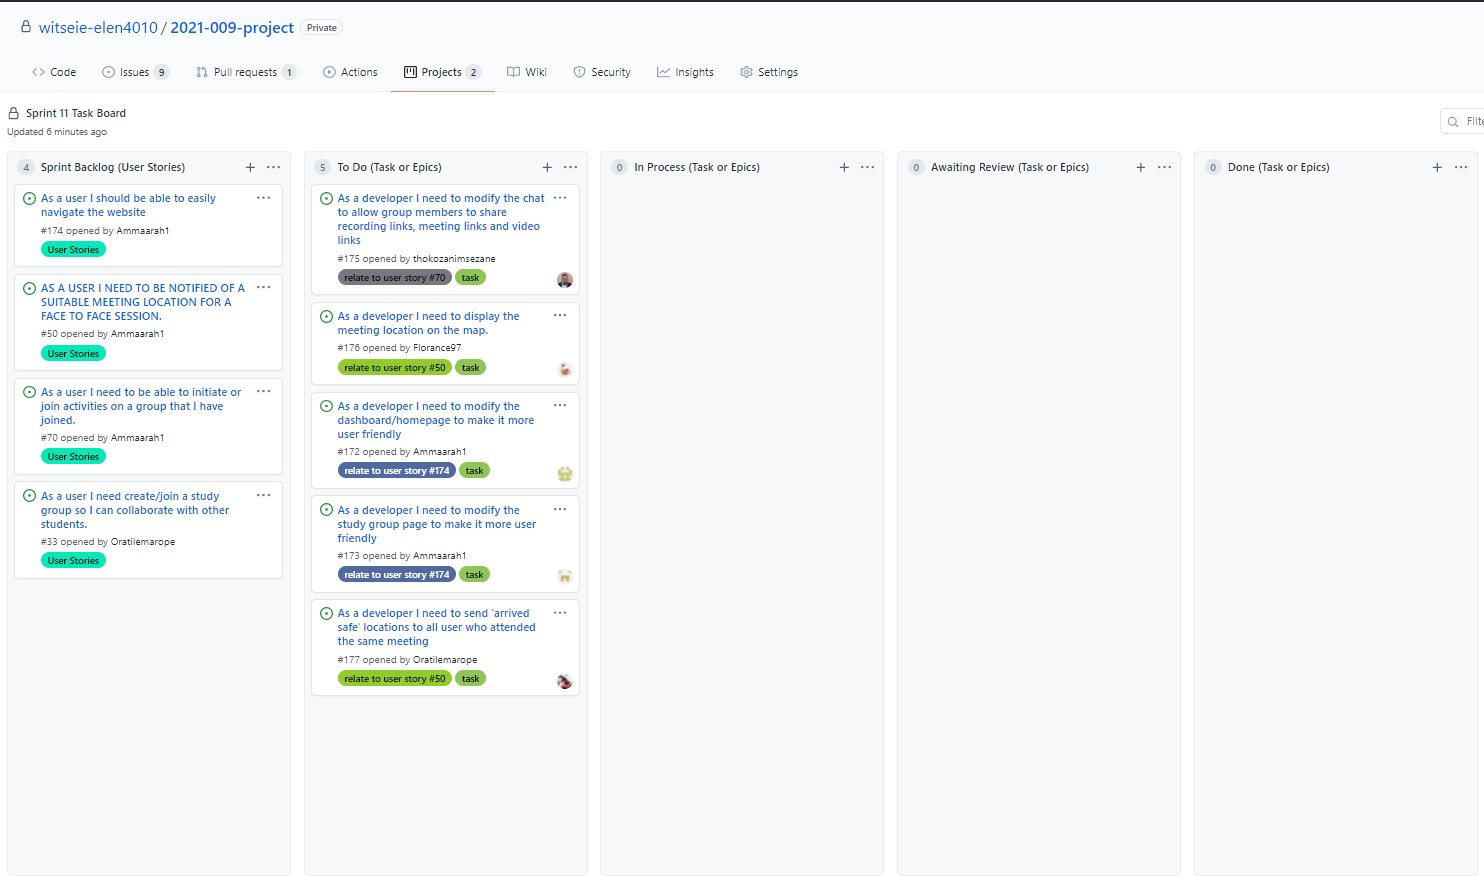 witseie-elen4010 / 2021-009-project Private
Code Issues 9 Pull requests 1 Actions Projects 2 Wiki Security Insights Settings
Sprint 11 Task Board
Updated 6 minutes ago
4 Sprint Backlog (User Stories)
As a user I should be able to easily
navigate the website
#174 opened by Ammaarah1
User Stories
AS A USER I NEED TO BE NOTIFIED OF A
SUITABLE MEETING LOCATION FOR A
FACE TO FACE SESSION.
#50 opened by Ammaarah1
User Stories
As a user I need to be able to initiate or
join activities on a group that I have
joined.
#70 opened by Ammaarah1
User Stories
As a user I need create/join a study
group so I can collaborate with other
students.
#33 opened by Oratilemarope
User Stories
5 To Do (Task or Epics)
As a developer I need to modify the chat
to allow group members to share
recording links, meeting links and video
links
#175 opened by thokozanimsezane
relate to user story #70 task
As a developer I need to display the
meeting location on the map.
#176 opened by Florance97
relate to user story #50 task
As a developer I need to modify the
dashboard/homepage to make it more
user friendly
#172 opened by Ammaarah1
relate to user story #174 task
As a developer I need to modify the
study group page to make it more user
friendly
#173 opened by Ammaarah1
relate to user story #174 task
As a developer I need to send 'arrived
safe' locations to all user who attended
the same meeting
#177 opened by Oratilemarope
relate to user story #50 task
0 In Process (Task or Epics)
0 Awaiting Review (Task or Epics)
0 Done (Task or Epics)
Filte